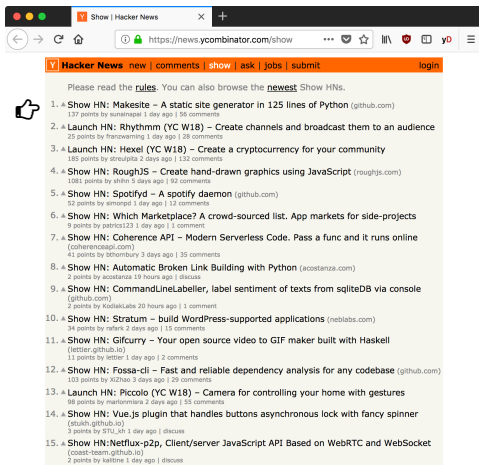 Show | Hacker News
https://news.ycombinator.com/show
Y Hacker News new | comments | show | ask | jobs | submit login
Please read the rules. You can also browse the newest Show HNs.
1. Show HN: Makesite – A static site generator in 125 lines of Python (github.com)
137 points by sunainapai 1 day ago | 56 comments
2. Launch HN: Rhythmm (YC W18) – Create channels and broadcast them to an audience
25 points by franzwarning 1 day ago | 28 comments
3. Launch HN: Hexel (YC W18) – Create a cryptocurrency for your community
185 points by streulpita 2 days ago | 132 comments
4. Show HN: RoughJS – Create hand-drawn graphics using JavaScript (roughjs.com)
1081 points by shihn 5 days ago | 92 comments
5. Show HN: Spotifyd – A spotify daemon (github.com)
52 points by simonpd 1 day ago | 12 comments
6. Show HN: Which Marketplace? A crowd-sourced list. App markets for side-projects
9 points by patrics123 1 day ago | 1 comment
7. Show HN: Coherence API – Modern Serverless Code. Pass a func and it runs online
(coherenceapi.com)
41 points by bthornbury 3 days ago | 35 comments
8. Show HN: Automatic Broken Link Building with Python (acostanza.com)
2 points by acostanza 19 hours ago | discuss
9. Show HN: CommandLineLabeller, label sentiment of texts from sqliteDB via console
(github.com)
2 points by KodiakLabs 20 hours ago | 1 comment
10. Show HN: Stratum – build WordPress-supported applications (neblabs.com)
34 points by rafark 2 days ago | 15 comments
11. Show HN: Gifcurry – Your open source video to GIF maker built with Haskell
(lettier.github.io)
11 points by lettier 1 day ago | 2 comments
12. Show HN: Fossa-cli – Fast and reliable dependency analysis for any codebase (github.com)
103 points by XiZhao 3 days ago | 29 comments
13. Launch HN: Piccolo (YC W18) – Camera for controlling your home with gestures
98 points by marlonmisra 2 days ago | 55 comments
14. Show HN: Vue.js plugin that handles buttons asynchronous lock with fancy spinner
(stukh.github.io)
3 points by STU_kh 1 day ago | discuss
15. Show HN:Netflux-p2p, Client/server JavaScript API Based on WebRTC and WebSocket
(coast-team.github.io)
2 points by kalitine 1 day ago | discuss